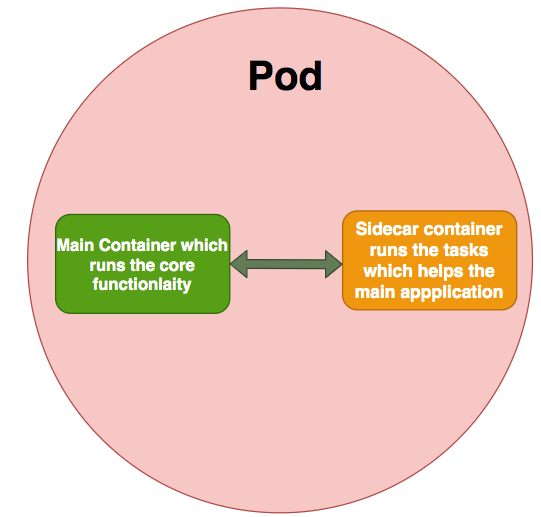 Pod
Main Container which
runs the core
functionlaity
Sidecar container
runs the tasks
which helps the
main appplication